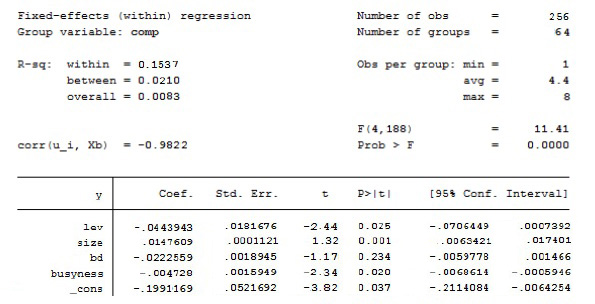 Fixed-effects (within) regression Number of obs = 256
Group variable: comp Number of groups = 64
R-sq: within = 0.1537 Obs per group: min = 1
between = 0.0210 avg = 4.4
overall = 0.0083 max = 8
F(4,188) = 11.41
corr(u_i, Xb) = -0.9822 Prob > F = 0.0000
y Coef. Std. Err. t P>|t| [95% Conf. Interval]
lev -.0443943 .0181676 -2.44 0.025 -.0706449 .0007392
size .0147609 .0001121 1.32 0.001 .0063421 .017401
bd -.0222559 .0018945 -1.17 0.234 -.0059778 .001466
busyness -.004728 .0015949 -2.34 0.020 -.0068614 -.0005946
_cons -.1991169 .0521692 -3.82 0.037 -.2114084 -.0064254